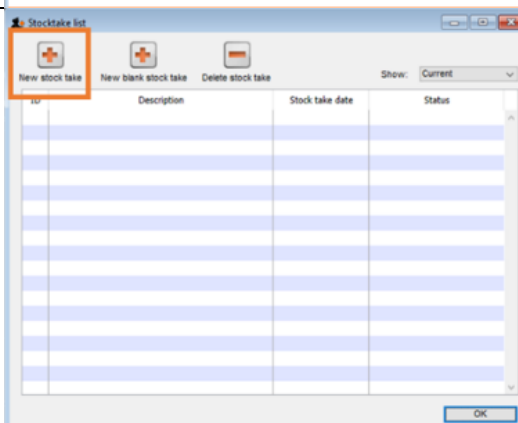 Stocktake list
New stock take New blank stock take Delete stock take Show: Current
ID Description Stock take date Status
OK